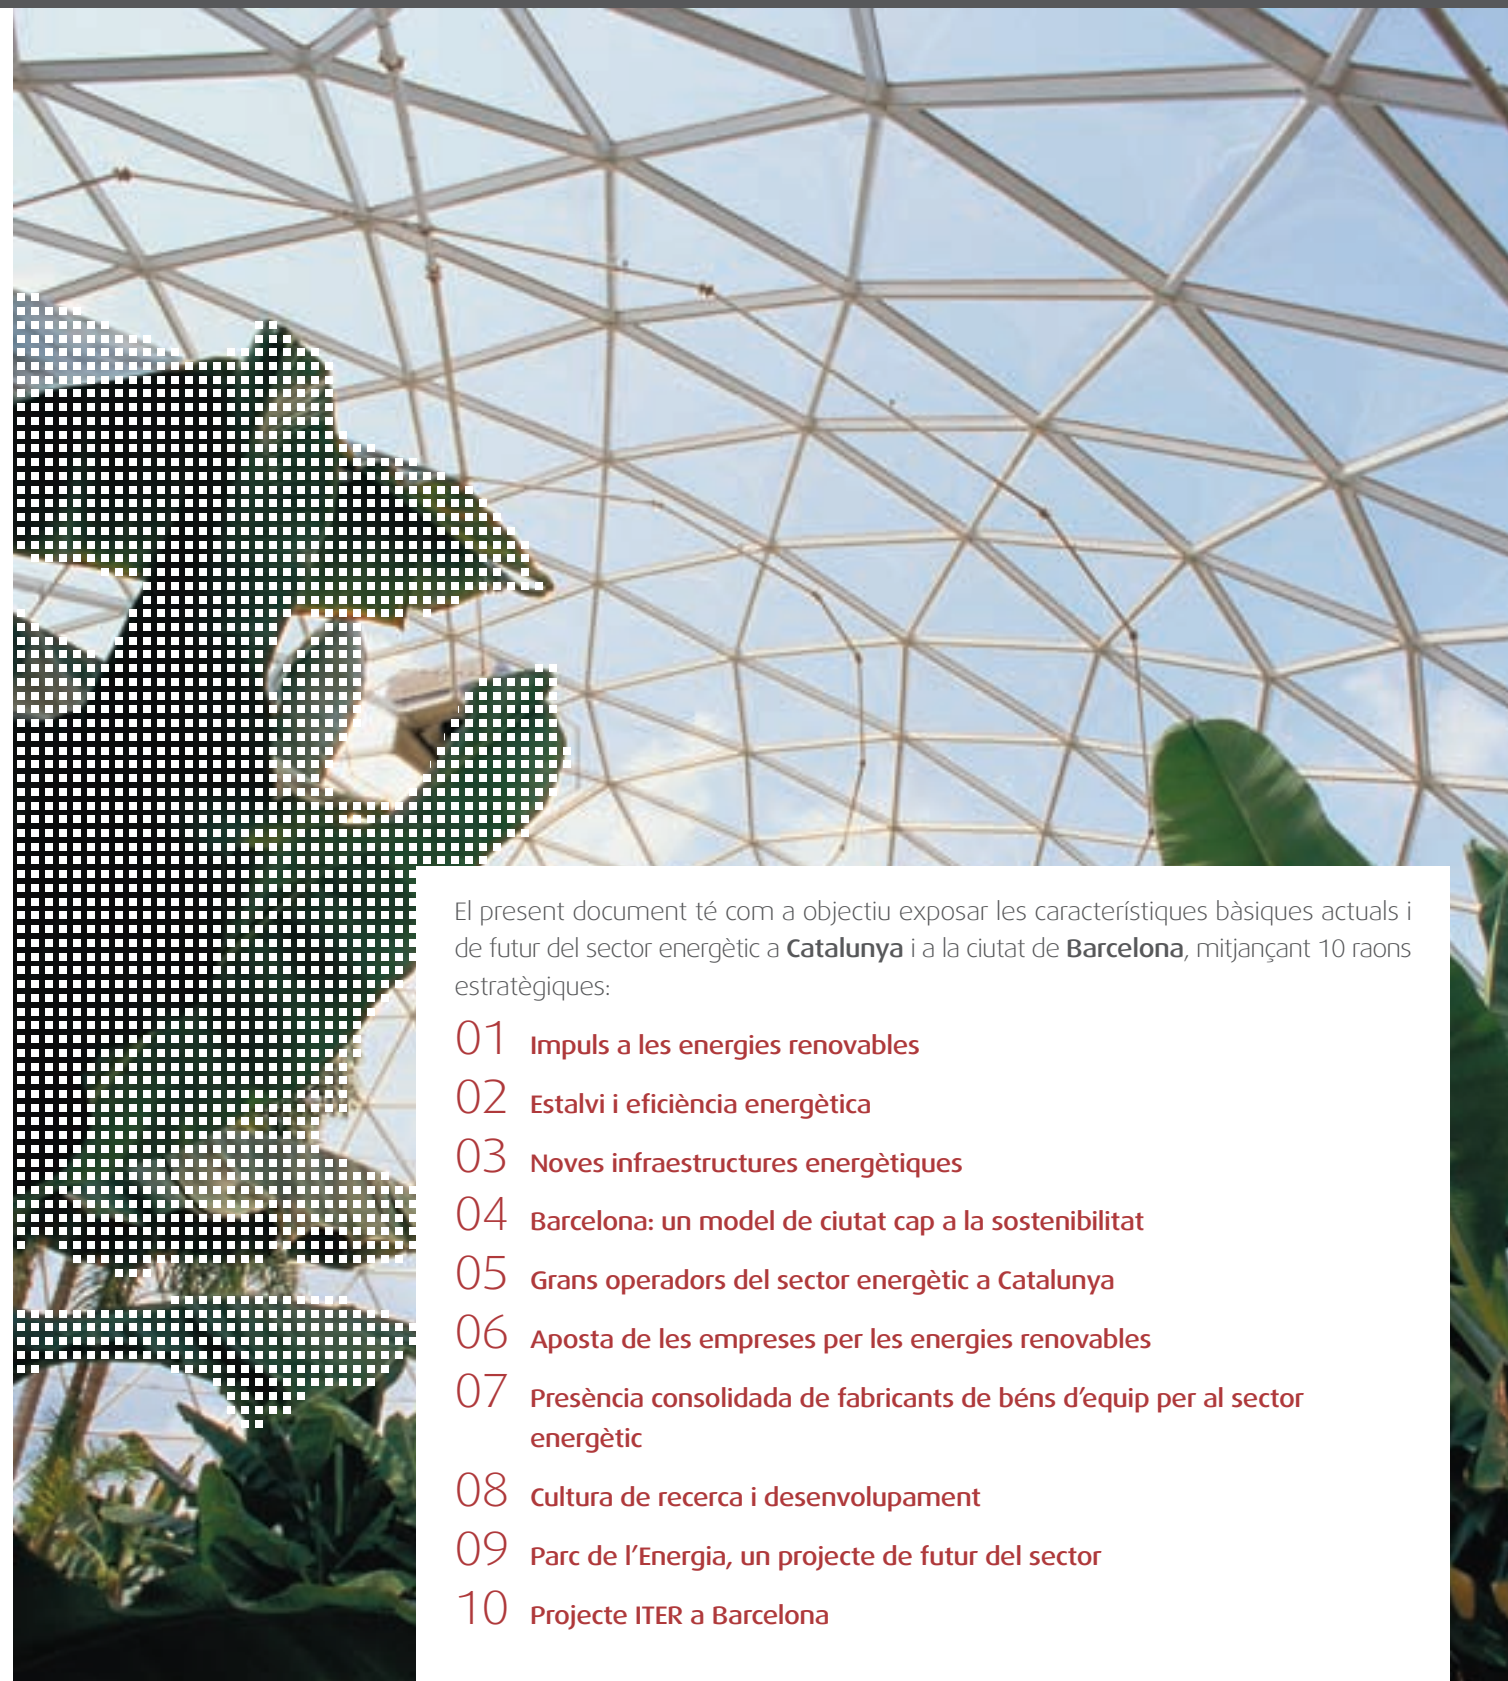 El present document té com a objectiu exposar les característiques bàsiques actuals i
de futur del sector energètic a Catalunya i a la ciutat de Barcelona, mitjançant 10 raons
estratègiques:
01 Impuls a les energies renovables
02 Estalvi i eficiència energètica
03 Noves infraestructures energètiques
04 Barcelona: un model de ciutat cap a la sostenibilitat
05 Grans operadors del sector energètic a Catalunya
06 Aposta de les empreses per les energies renovables
07 Presència consolidada de fabricants de béns d’equip per al sector
energètic
08 Cultura de recerca i desenvolupament
09 Parc de l’Energia, un projecte de futur del sector
10 Projecte ITER a Barcelona